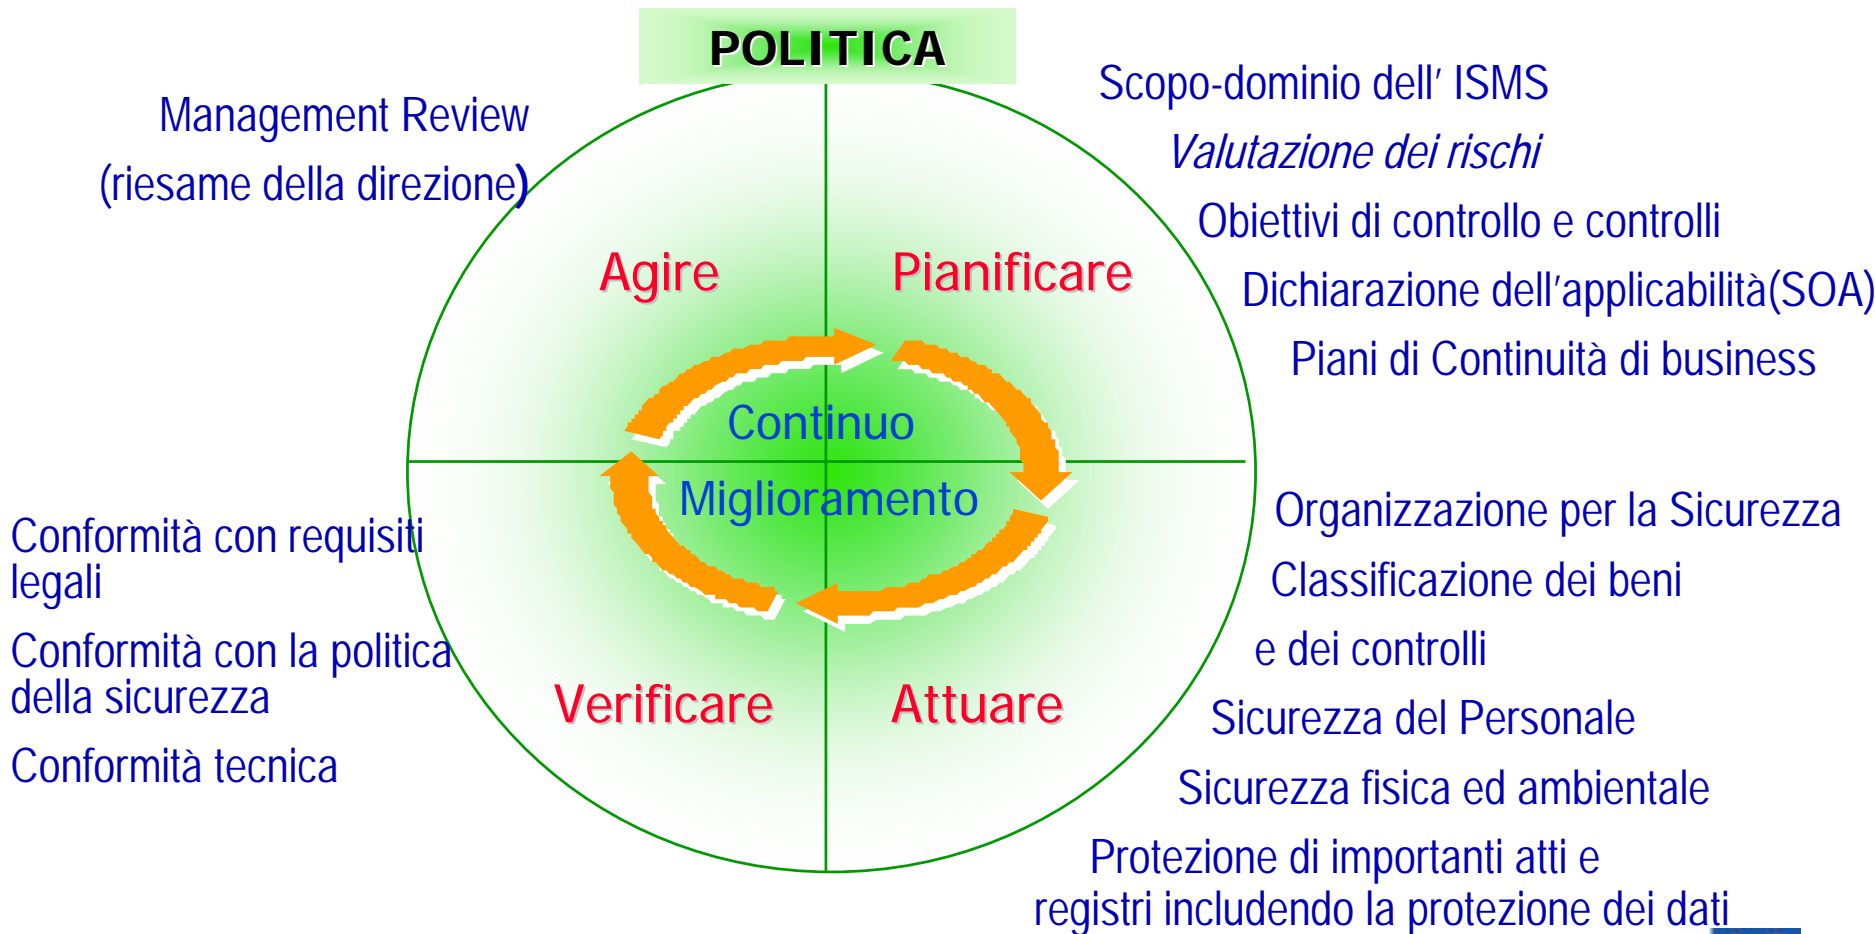 POLITICA
Management Review
(riesame della direzione)
Scopo-dominio dell' ISMS
Valutazione dei rischi
Obiettivi di controllo e controlli
Dichiarazione dell'applicabilità(SOA)
Piani di Continuità di business
Agire
Pianificare
Continuo
Miglioramento
Verificare
Attuare
Conformità con requisiti
legali
Conformità con la politica
della sicurezza
Conformità tecnica
Organizzazione per la Sicurezza
Classificazione dei beni
e dei controlli
Sicurezza del Personale
Sicurezza fisica ed ambientale
Protezione di importanti atti e
registri includendo la protezione dei dati